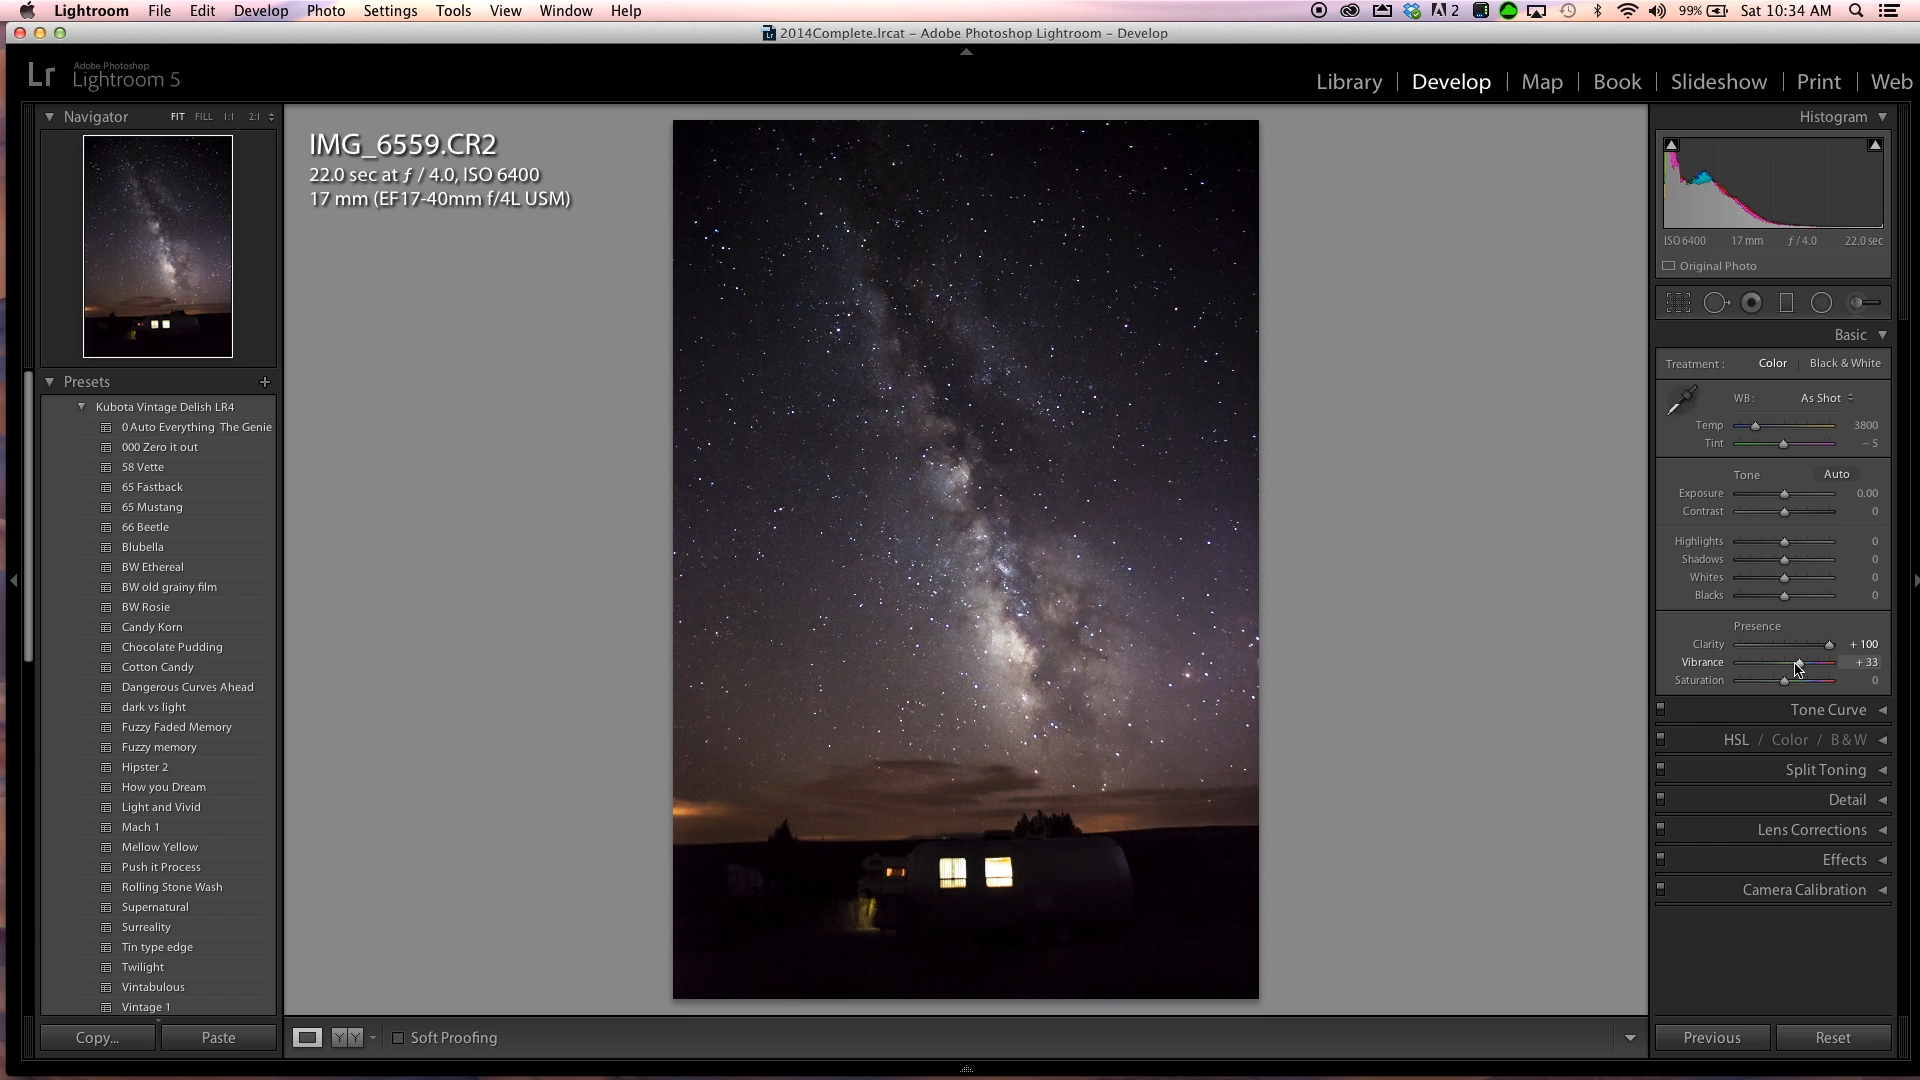 Lightroom File Edit Develop Photo Settings Tools View Window Help
2 99% Sat 10:34 AM
2014Complete.lrcat - Adobe Photoshop Lightroom - Develop
Lr Adobe Photoshop
Lightroom 5
Library | Develop | Map | Book | Slideshow | Print | Web
Navigator FIT FILL 1:1 2:1
IMG_6559.CR2
22.0 sec at ƒ / 4.0, ISO 6400
17 mm (EF17-40mm f/4L USM)
Presets +
Kubota Vintage Delish LR4
0 Auto Everything The Genie
000 Zero it out
58 Vette
65 Fastback
65 Mustang
66 Beetle
Blubella
BW Ethereal
BW old grainy film
BW Rosie
Candy Korn
Chocolate Pudding
Cotton Candy
Dangerous Curves Ahead
dark vs light
Fuzzy Faded Memory
Fuzzy memory
Hipster 2
How you Dream
Light and Vivid
Mach 1
Mellow Yellow
Push it Process
Rolling Stone Wash
Supernatural
Surreality
Tin type edge
Twilight
Vintabulous
Vintage 1
Copy... Paste
YY Soft Proofing
Histogram
ISO 6400 17 mm ƒ / 4.0 22.0 sec
Original Photo
Basic
Treatment : Color | Black & White
WB : As Shot
Temp 3800
Tint - 5
Tone Auto
Exposure 0.00
Contrast 0
Highlights 0
Shadows 0
Whites 0
Blacks 0
Presence
Clarity + 100
Vibrance + 33
Saturation 0
Tone Curve
HSL / Color / B & W
Split Toning
Detail
Lens Corrections
Effects
Camera Calibration
Previous Reset